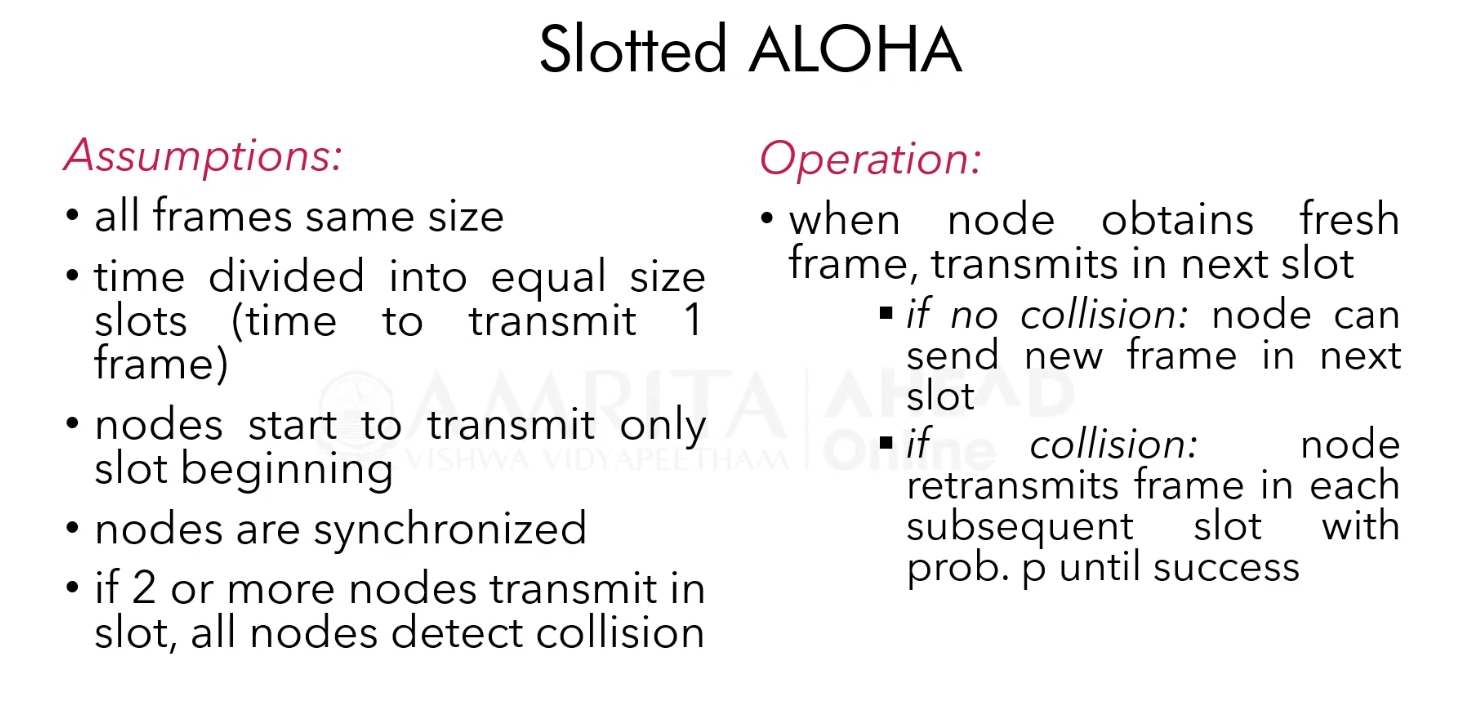 Slotted ALOHA
Assumptions:
• all frames same size
• time divided into equal size
slots (time to transmit 1
frame)
• nodes start to transmit only
slot beginning
• nodes are synchronized
• if 2 or more nodes transmit in
slot, all nodes detect collision
Operation:
• when node obtains fresh
frame, transmits in next slot
▪ if no collision: node can
send new frame in next
slot
▪ if collision: node
retransmits frame in each
subsequent slot with
prob. p until success
AMRITA
VISHWA VIDYAPEETHAM
AHEAD
Online